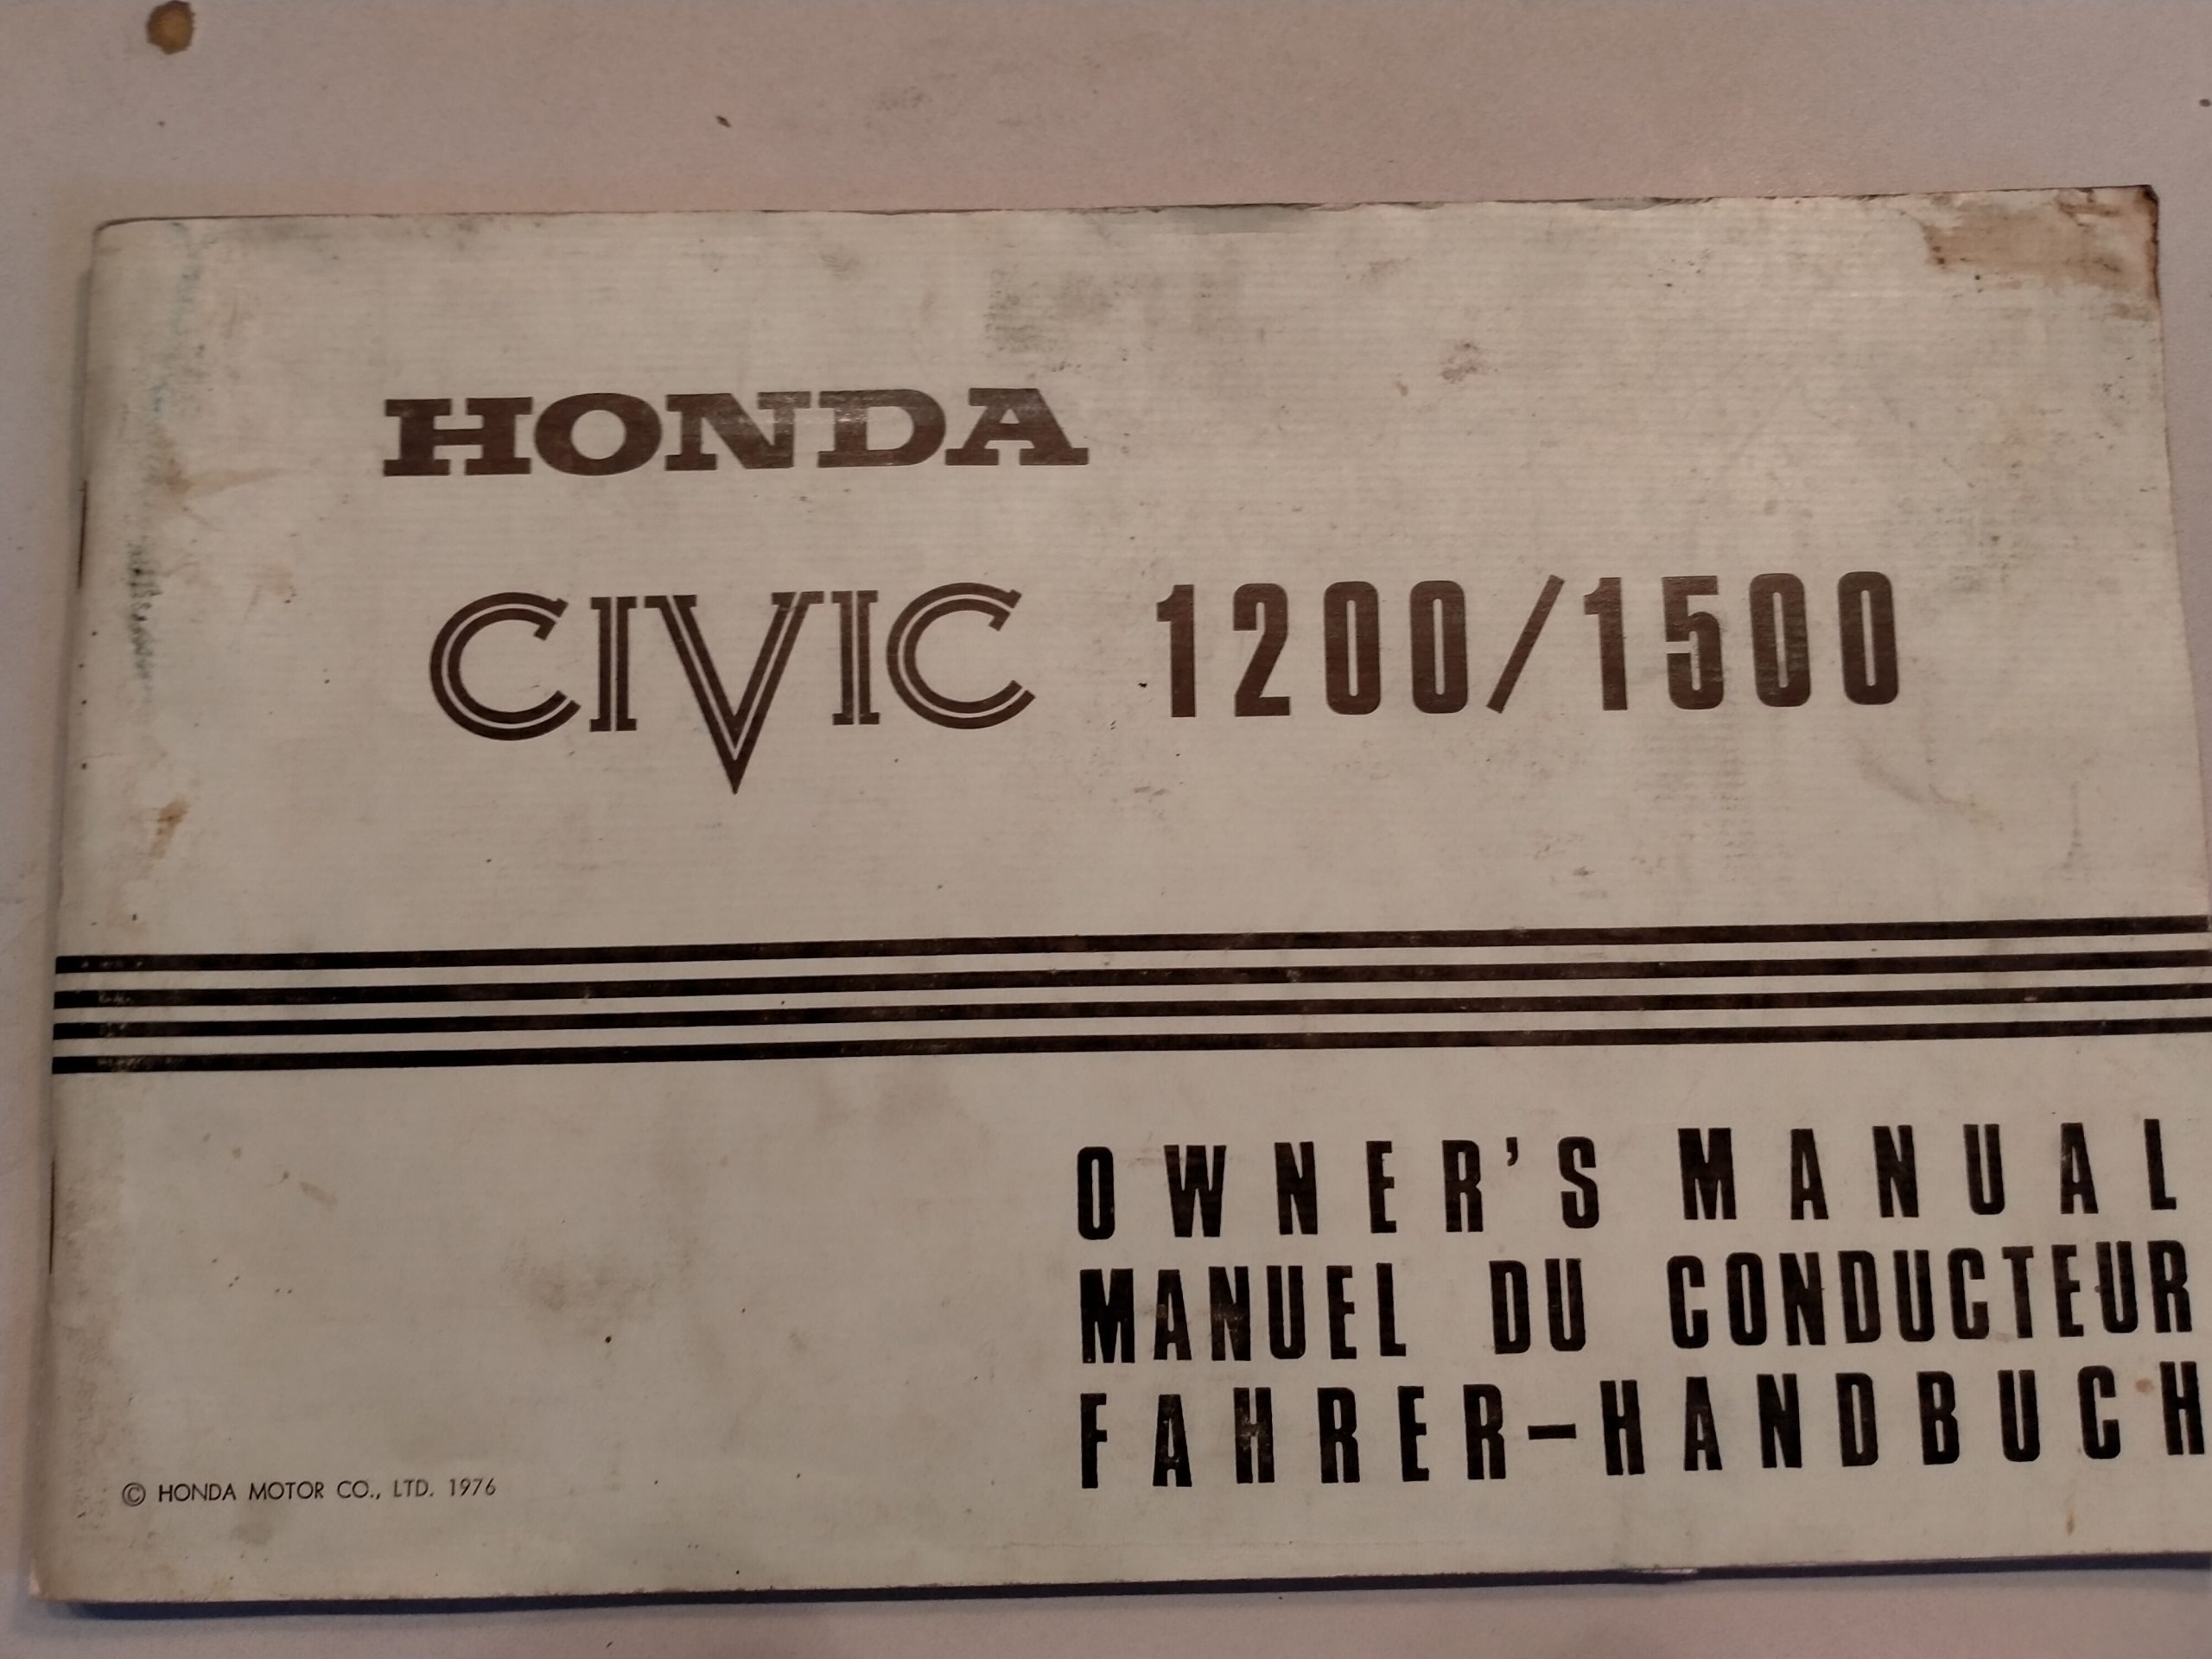 HONDA
CIVIC 1200/1500
OWNER'S MANUAL
MANUEL DU CONDUCTEUR
FAHRER-HANDBUCH
© HONDA MOTOR CO., LTD. 1976